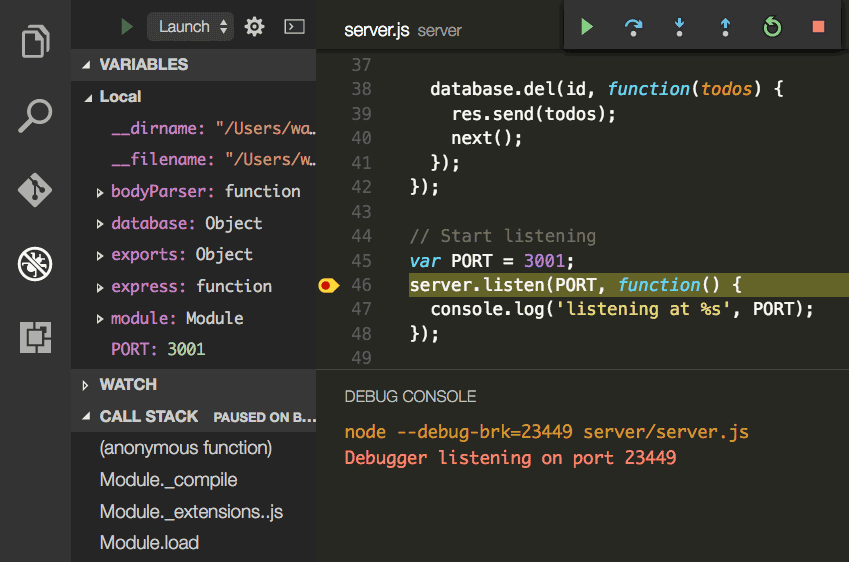 Launch
VARIABLES
Local
__dirname: "/Users/wa…
__filename: "/Users/w…
bodyParser: function
database: Object
exports: Object
express: function
module: Module
PORT: 3001
WATCH
CALL STACK PAUSED ON B…
(anonymous function)
Module._compile
Module._extensions..js
Module.load
server.js server
37
38 database.del(id, function(todos) {
39 res.send(todos);
40 next();
41 });
42 });
43
44 // Start listening
45 var PORT = 3001;
46 server.listen(PORT, function() {
47 console.log('listening at %s', PORT);
48 });
49
DEBUG CONSOLE
node --debug-brk=23449 server/server.js
Debugger listening on port 23449